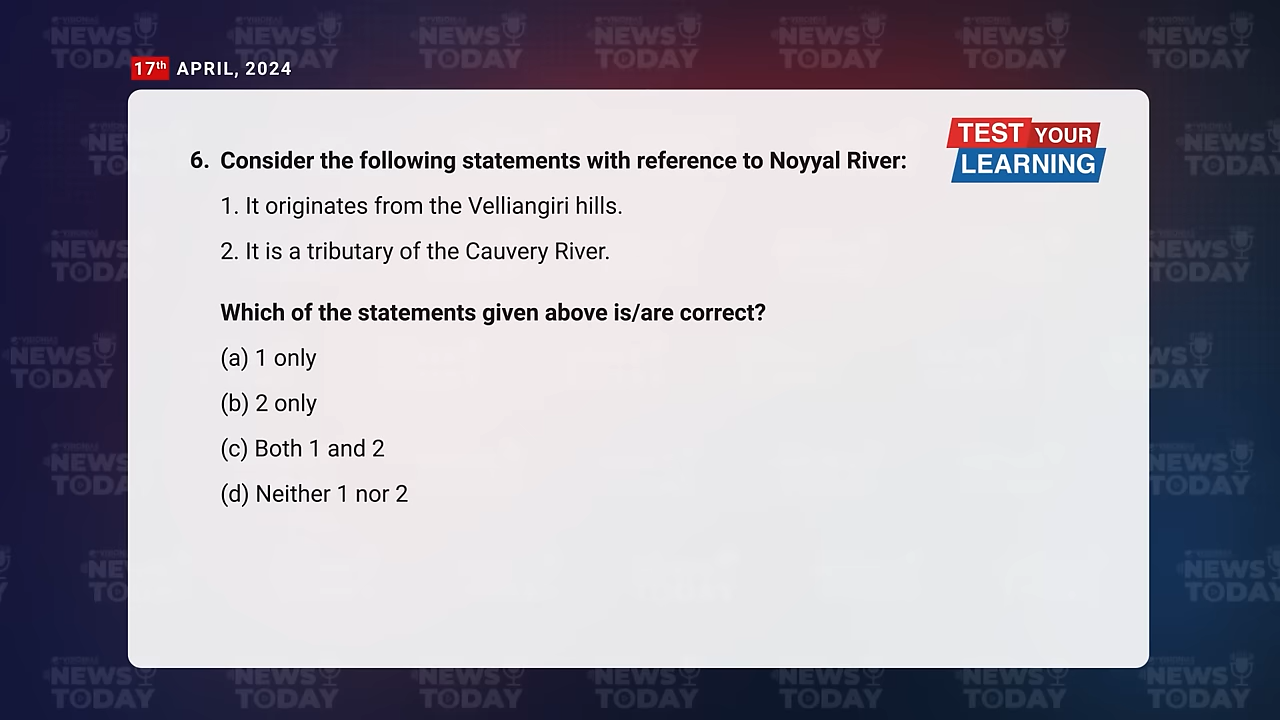 17th APRIL, 2024
TEST YOUR
LEARNING
6. Consider the following statements with reference to Noyyal River:
1. It originates from the Velliangiri hills.
2. It is a tributary of the Cauvery River.
Which of the statements given above is/are correct?
(a) 1 only
(b) 2 only
(c) Both 1 and 2
(d) Neither 1 nor 2
NEWS
TODAY